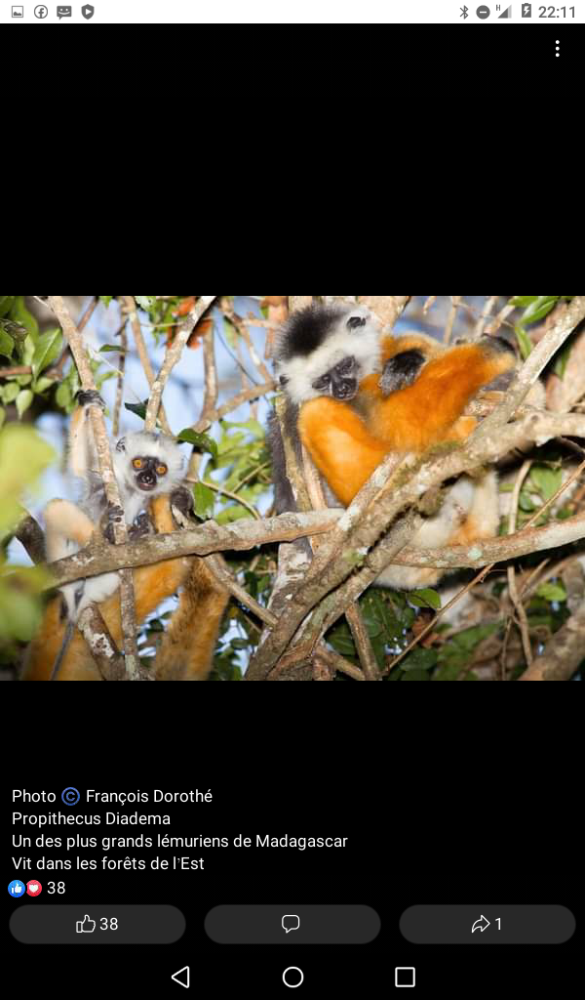 H
22:11
Photo © François Dorothé
Propithecus Diadema
Un des plus grands lémuriens de Madagascar
Vit dans les forêts de l'Est
38
38
1